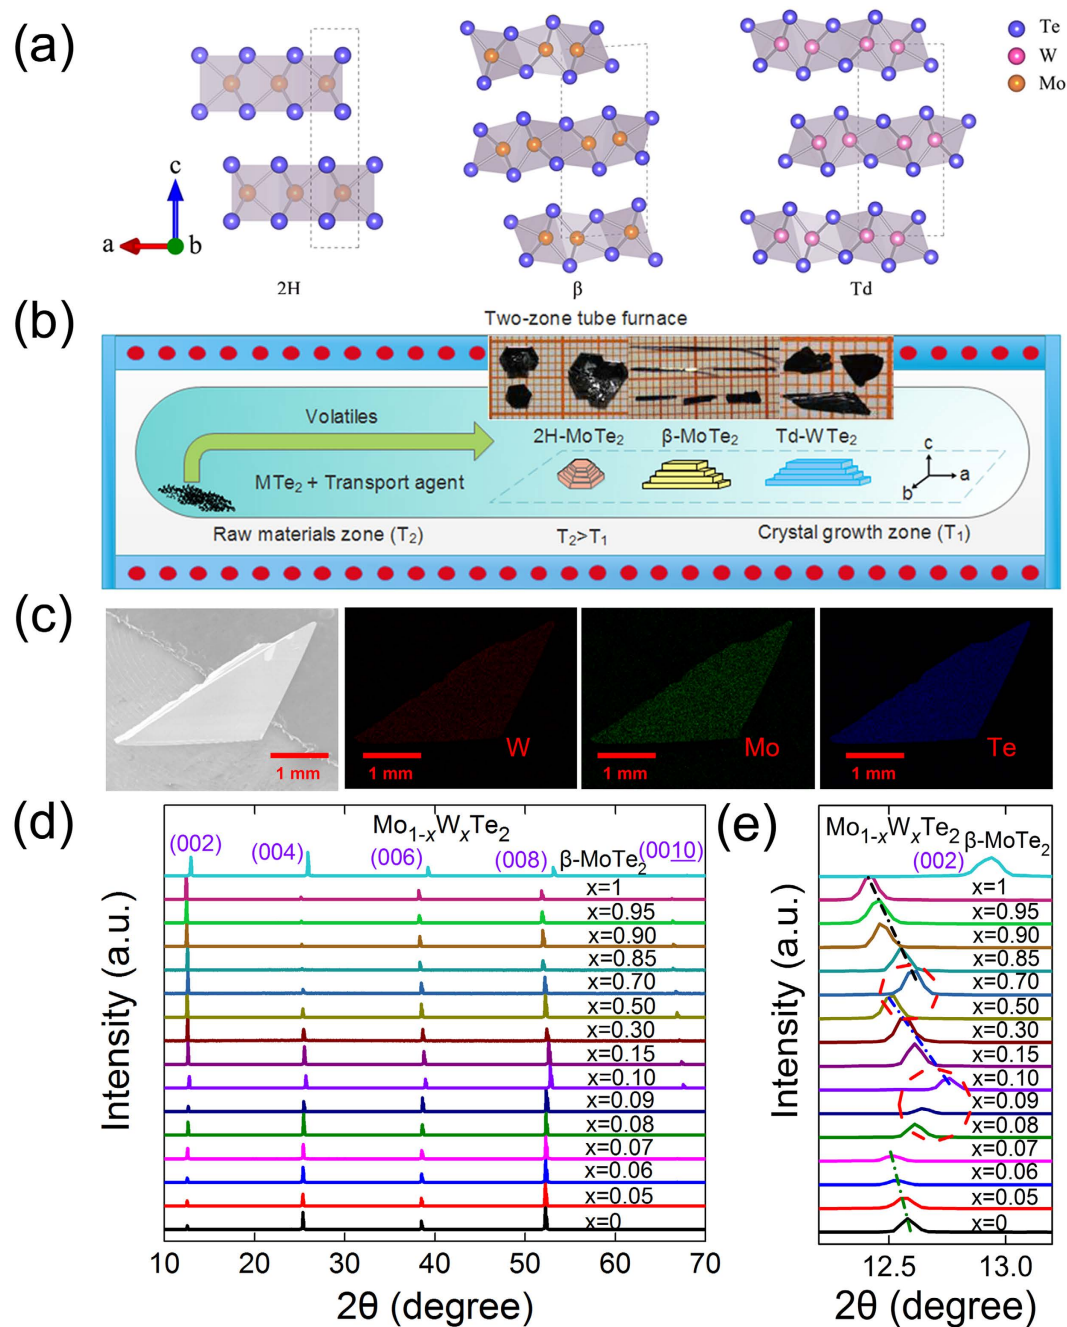 (a)
Te
W
Mo
c
a
b
2H
β
Td
(b)
Two-zone tube furnace
Volatiles
2H-MoTe₂
β-MoTe₂
Td-WTe₂
MTe₂ + Transport agent
c
a
b
Raw materials zone (T₂)
T₂>T₁
Crystal growth zone (T₁)
(c)
1 mm
W
1 mm
Mo
1 mm
Te
1 mm
(d)
Mo₁₋ₓWₓTe₂
(002)
(004)
(006)
(008)
β-MoTe₂
(0010)
x=1
x=0.95
x=0.90
x=0.85
x=0.70
x=0.50
x=0.30
x=0.15
x=0.10
x=0.09
x=0.08
x=0.07
x=0.06
x=0.05
x=0
Intensity (a.u.)
10 20 30 40 50 60 70
2θ (degree)
(e)
Mo₁₋ₓWₓTe₂
(002)
β-MoTe₂
x=1
x=0.95
x=0.90
x=0.85
x=0.70
x=0.50
x=0.30
x=0.15
x=0.10
x=0.09
x=0.08
x=0.07
x=0.06
x=0.05
x=0
Intensity (a.u.)
12.5 13.0
2θ (degree)